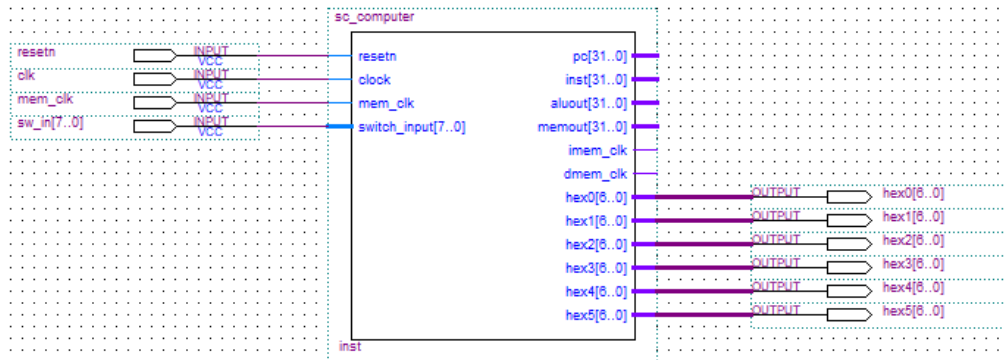 sc_computer
resetn INPUT VCC resetn pc[31..0]
clk INPUT VCC clock inst[31..0]
mem_clk INPUT VCC mem_clk aluout[31..0]
sw_in[7..0] INPUT VCC switch_input[7..0] memout[31..0]
imem_clk
dmem_clk
hex0[6..0] OUTPUT hex0[6..0]
hex1[6..0] OUTPUT hex1[6..0]
hex2[6..0] OUTPUT hex2[6..0]
hex3[6..0] OUTPUT hex3[6..0]
hex4[6..0] OUTPUT hex4[6..0]
hex5[6..0] OUTPUT hex5[6..0]
inst